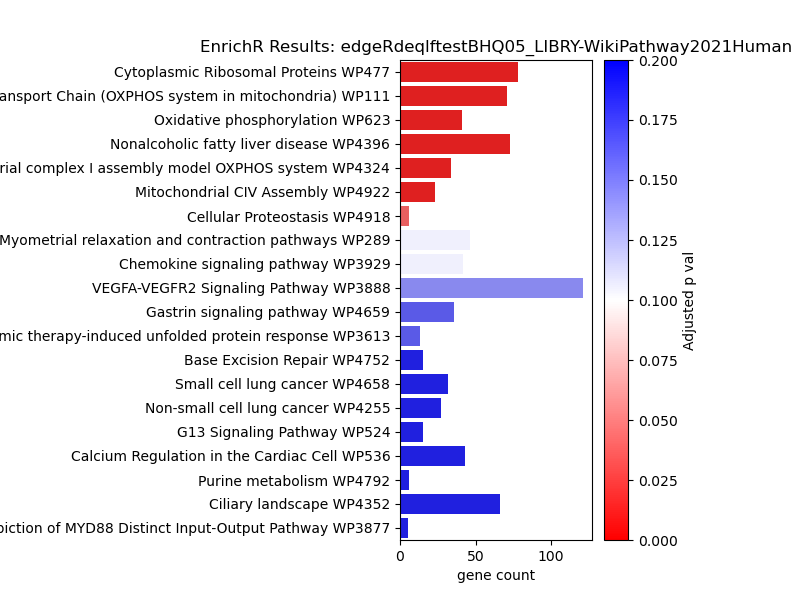 EnrichR Results: edgeRdeqlftestBHQ05_LIBRY-WikiPathway2021Human
Cytoplasmic Ribosomal Proteins WP477
ansport Chain (OXPHOS system in mitochondria) WP111
Oxidative phosphorylation WP623
Nonalcoholic fatty liver disease WP4396
rial complex I assembly model OXPHOS system WP4324
Mitochondrial CIV Assembly WP4922
Cellular Proteostasis WP4918
Myometrial relaxation and contraction pathways WP289
Chemokine signaling pathway WP3929
VEGFA-VEGFR2 Signaling Pathway WP3888
Gastrin signaling pathway WP4659
mic therapy-induced unfolded protein response WP3613
Base Excision Repair WP4752
Small cell lung cancer WP4658
Non-small cell lung cancer WP4255
G13 Signaling Pathway WP524
Calcium Regulation in the Cardiac Cell WP536
Purine metabolism WP4792
Ciliary landscape WP4352
piction of MYD88 Distinct Input-Output Pathway WP3877
0 50 100
gene count
0.200
0.175
0.150
0.125
0.100
0.075
0.050
0.025
0.000
Adjusted p val